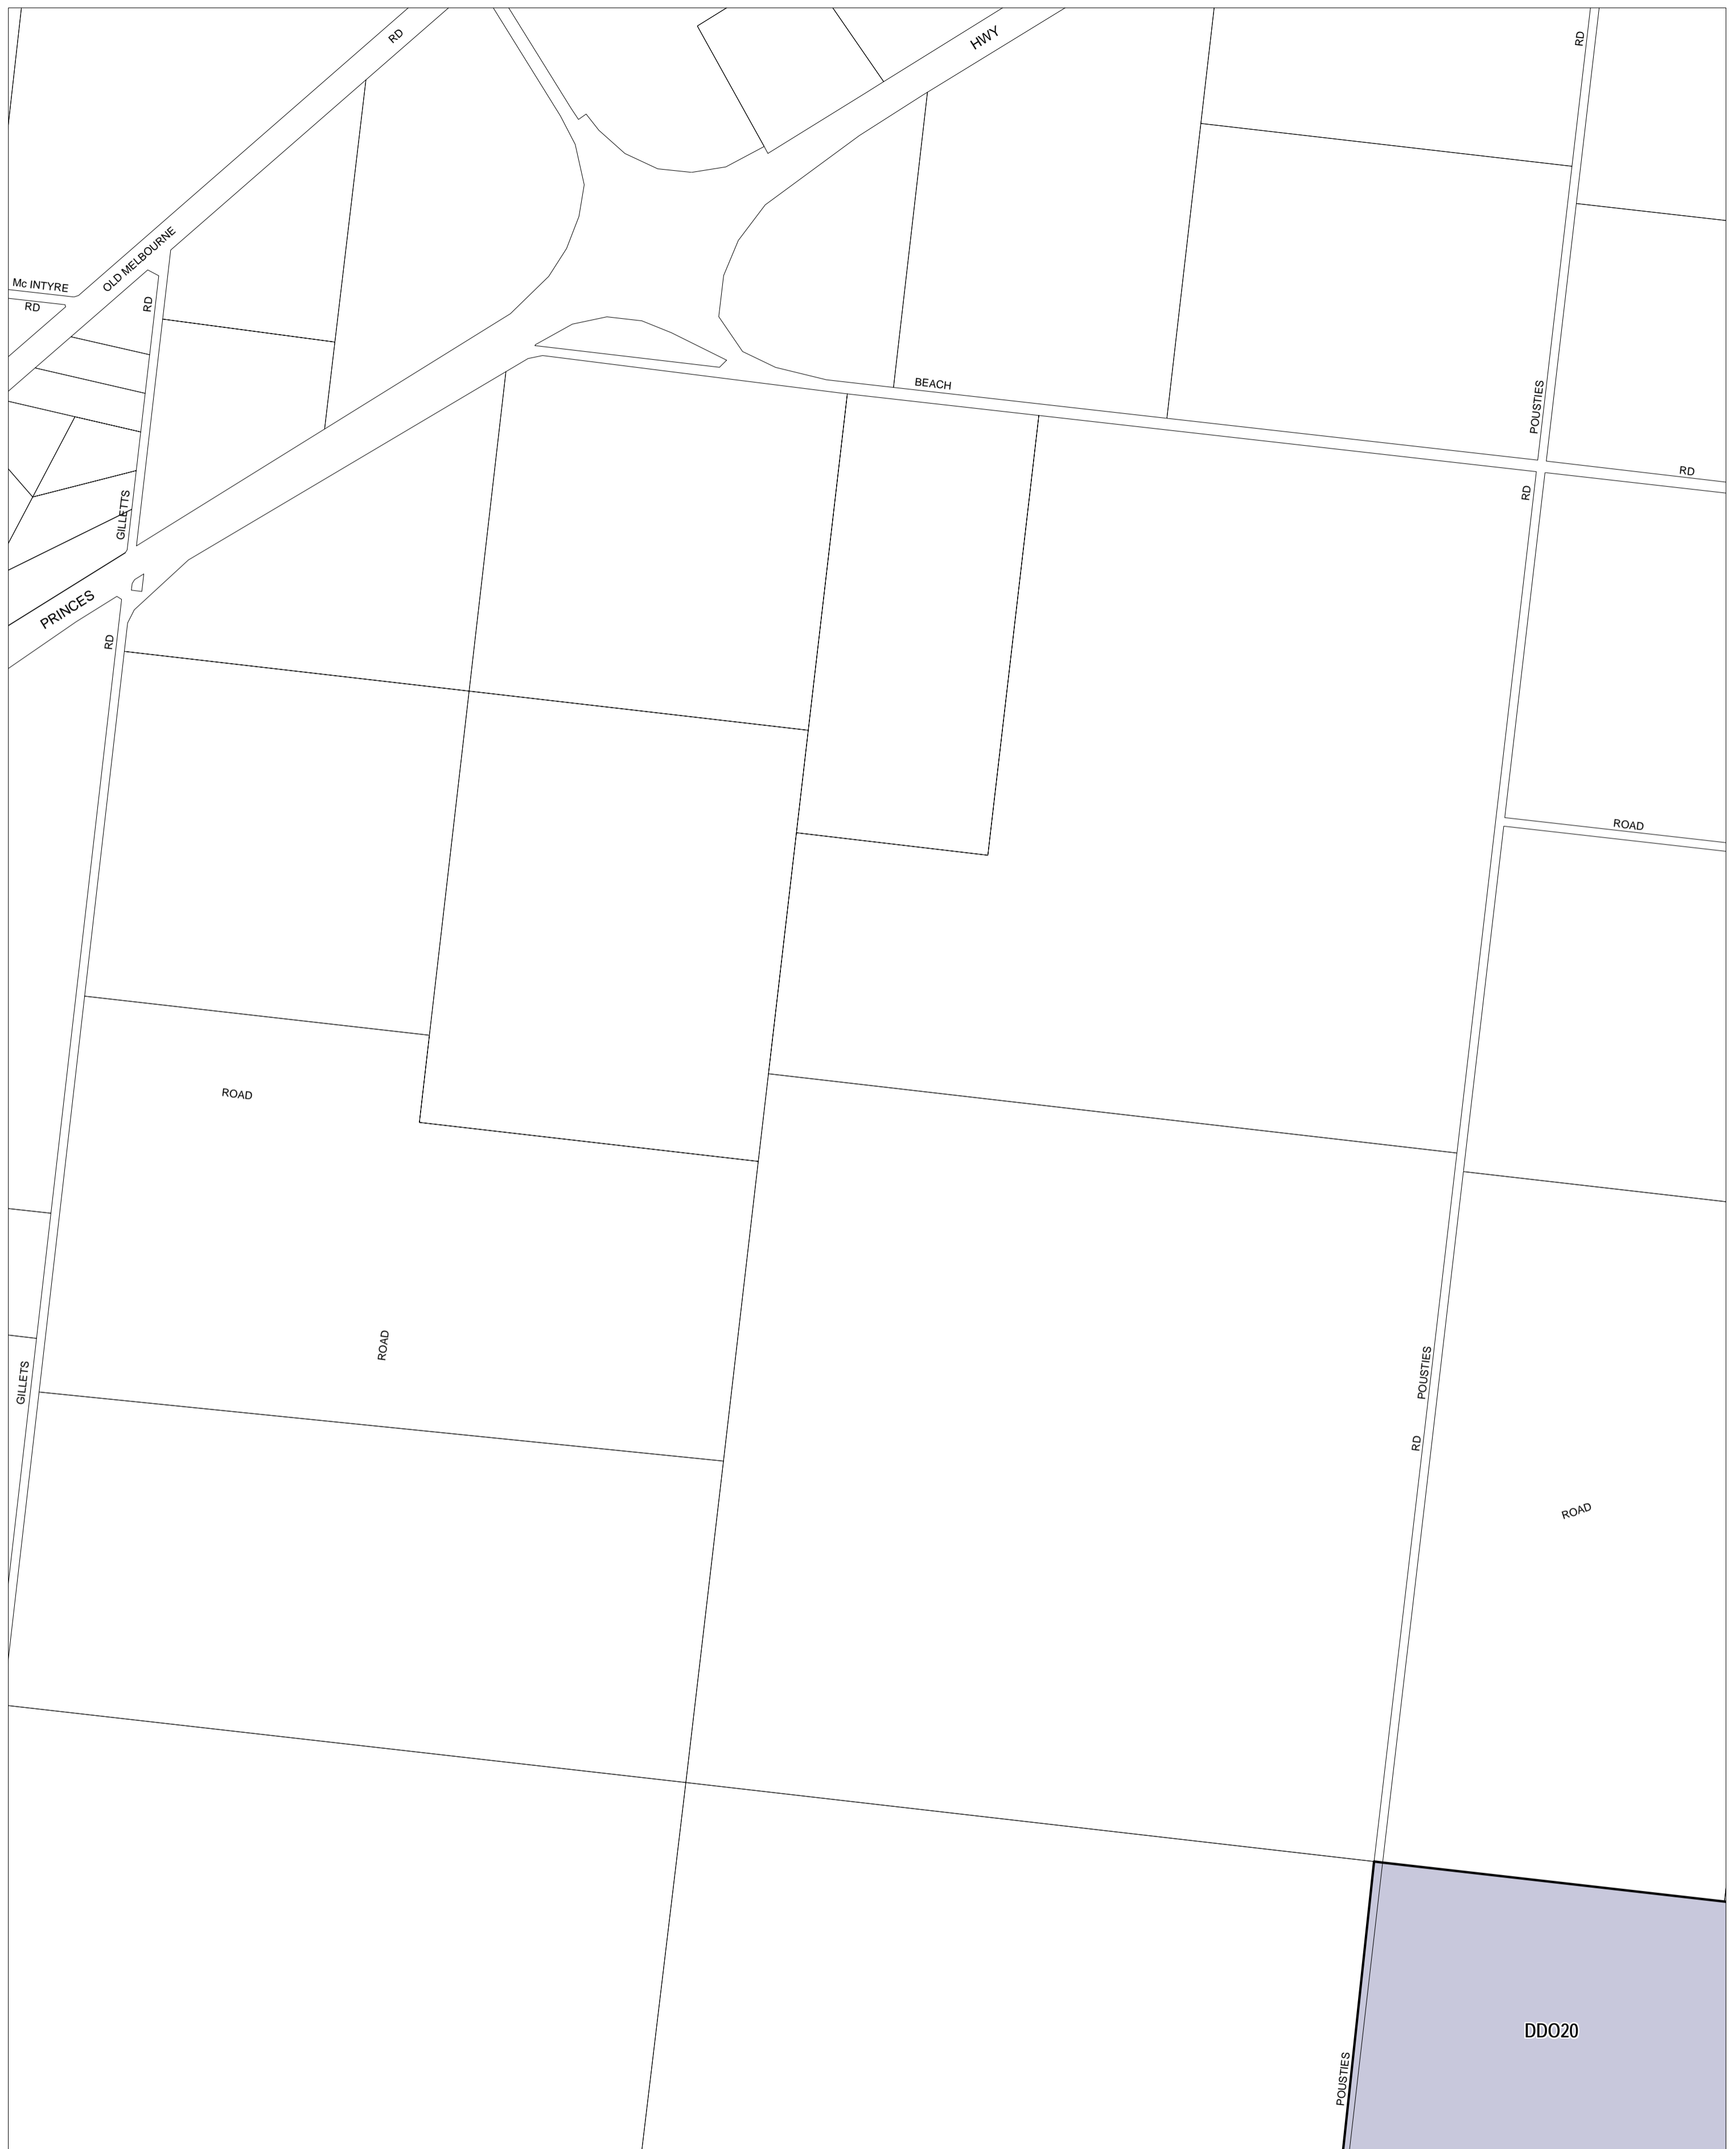 RD
HWY
RD
OLD MELBOURNE
Mc INTYRE
RD
RD
BEACH
POUSTIES
RD
RD
GILLETTS
PRINCES
RD
ROAD
ROAD
ROAD
GILLETS
POUSTIES
RD
ROAD
DDO20
POUSTIES